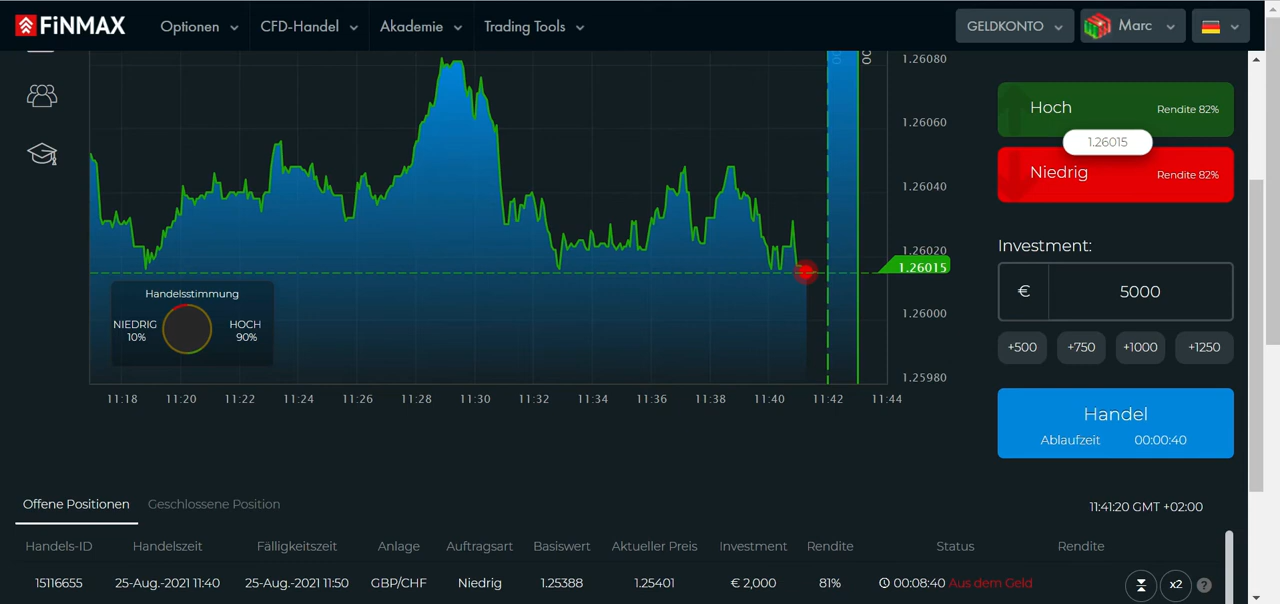 FiNMAX
Optionen
CFD-Handel
Akademie
Trading Tools
GELDKONTO
Marc
1.26080
1.26060
1.26040
1.26020
1.26015
1.26000
1.25980
Handelsstimmung
NIEDRIG 10%
HOCH 90%
11:18 11:20 11:22 11:24 11:26 11:28 11:30 11:32 11:34 11:36 11:38 11:40 11:42 11:44
Hoch Rendite 82%
1.26015
Niedrig Rendite 82%
Investment:
€ 5000
+500 +750 +1000 +1250
Handel
Ablaufzeit 00:00:40
Offene Positionen Geschlossene Position
11:41:20 GMT +02:00
Handels-ID Handelszeit Fälligkeitszeit Anlage Auftragsart Basiswert Aktueller Preis Investment Rendite Status Rendite
15116655 25-Aug.-2021 11:40 25-Aug.-2021 11:50 GBP/CHF Niedrig 1.25388 1.25401 € 2,000 81% 00:08:40 Aus dem Geld x2 ?